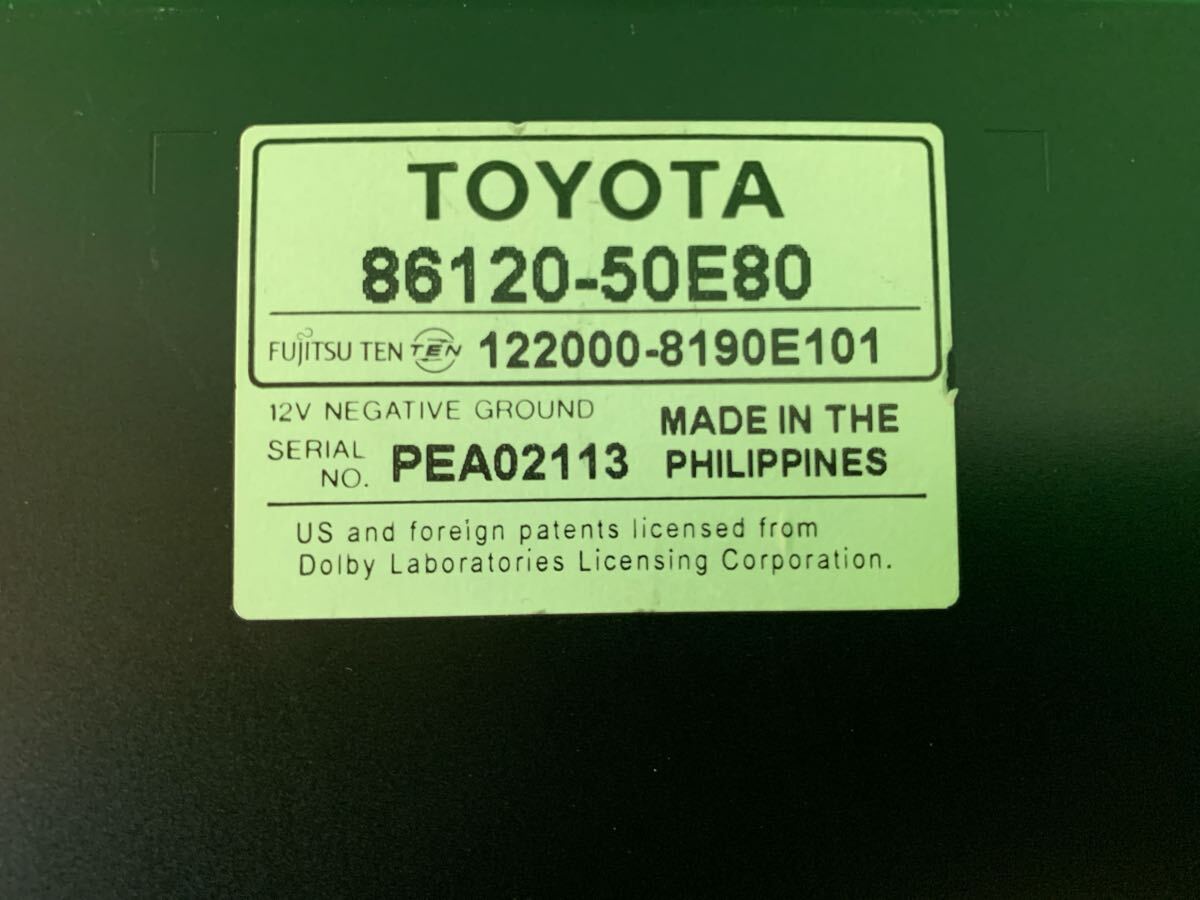 TOYOTA
86120-50E80
FUJITSU TEN TEN 122000-8190E101
12V NEGATIVE GROUND
SERIAL NO. PEA02113
MADE IN THE
PHILIPPINES
US and foreign patents licensed from
Dolby Laboratories Licensing Corporation.